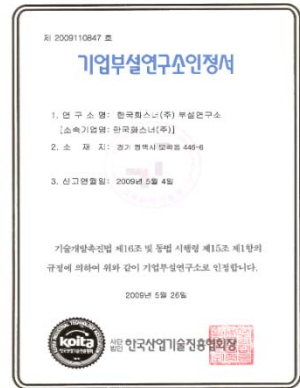 제 2009110847 호
기업부설연구소인정서
1. 연 구 소 명: 한국화스너(주) 부설연구소
[소속기업명: 한국화스너(주)]
2. 소 재 지: 경기 평택시 모곡동 446-6
3. 신고연월일: 2009년 5월 4일
기술개발촉진법 제16조 및 동법 시행령 제15조 제1항의
규정에 의하여 위와 같이 기업부설연구소로 인정합니다.
2009년 5월 26일
koita
사단법인 한국산업기술진흥협회장